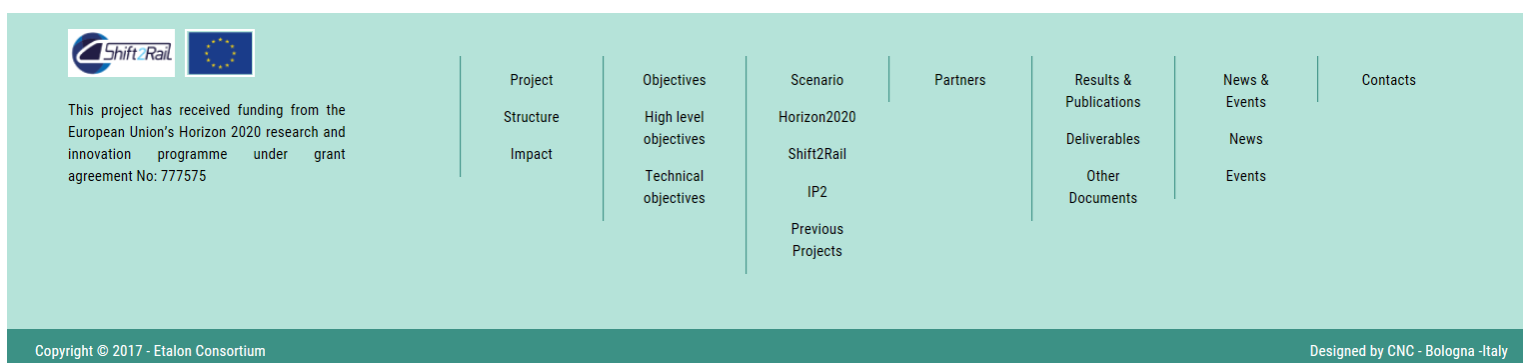 Shift2Rail
This project has received funding from the
European Union's Horizon 2020 research and
innovation programme under grant
agreement No: 777575
Project
Structure
Impact
Objectives
High level
objectives
Technical
objectives
Scenario
Horizon2020
Shift2Rail
IP2
Previous
Projects
Partners
Results &
Publications
Deliverables
Other
Documents
News &
Events
News
Events
Contacts
Copyright © 2017 - Etalon Consortium
Designed by CNC - Bologna -Italy